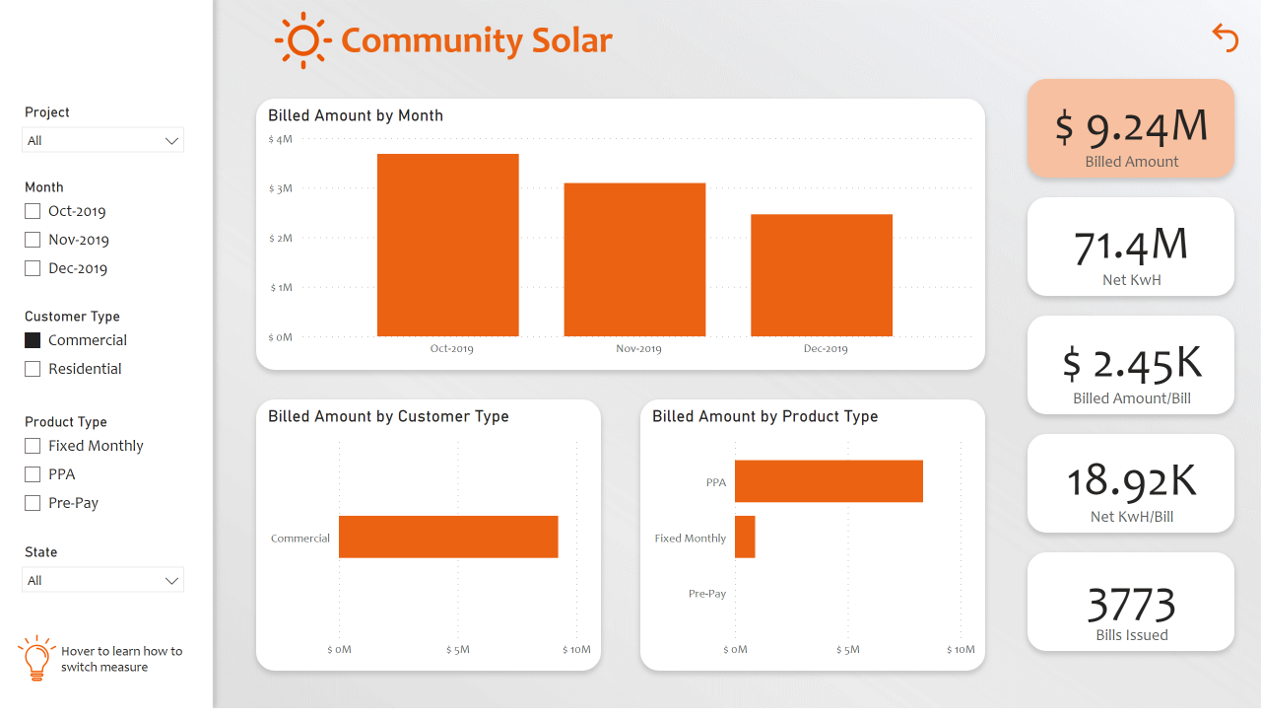 Community Solar
Project
All
Month
Oct-2019
Nov-2019
Dec-2019
Customer Type
Commercial
Residential
Product Type
Fixed Monthly
PPA
Pre-Pay
State
All
Hover to learn how to
switch measure
Billed Amount by Month
$ 4M
$ 3M
$ 2M
$ 1M
$ 0M
Oct-2019 Nov-2019 Dec-2019
Billed Amount by Customer Type
Commercial
$ 0M $ 5M $ 10M
Billed Amount by Product Type
PPA
Fixed Monthly
Pre-Pay
$ 0M $ 5M $ 10M
$ 9.24M
Billed Amount
71.4M
Net KwH
$ 2.45K
Billed Amount/Bill
18.92K
Net KwH/Bill
3773
Bills Issued